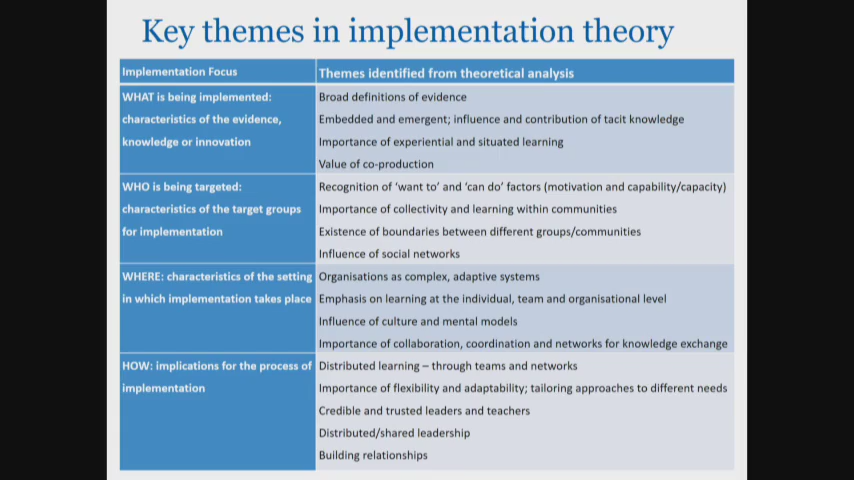 Key themes in implementation theory
Implementation Focus
Themes identified from theoretical analysis
WHAT is being implemented:
characteristics of the evidence,
knowledge or innovation
Broad definitions of evidence
Embedded and emergent; influence and contribution of tacit knowledge
Importance of experiential and situated learning
Value of co-production
WHO is being targeted:
characteristics of the target groups
for implementation
Recognition of ‘want to’ and ‘can do’ factors (motivation and capability/capacity)
Importance of collectivity and learning within communities
Existence of boundaries between different groups/communities
Influence of social networks
WHERE: characteristics of the setting
in which implementation takes place
Organisations as complex, adaptive systems
Emphasis on learning at the individual, team and organisational level
Influence of culture and mental models
Importance of collaboration, coordination and networks for knowledge exchange
HOW: implications for the process of
implementation
Distributed learning – through teams and networks
Importance of flexibility and adaptability; tailoring approaches to different needs
Credible and trusted leaders and teachers
Distributed/shared leadership
Building relationships